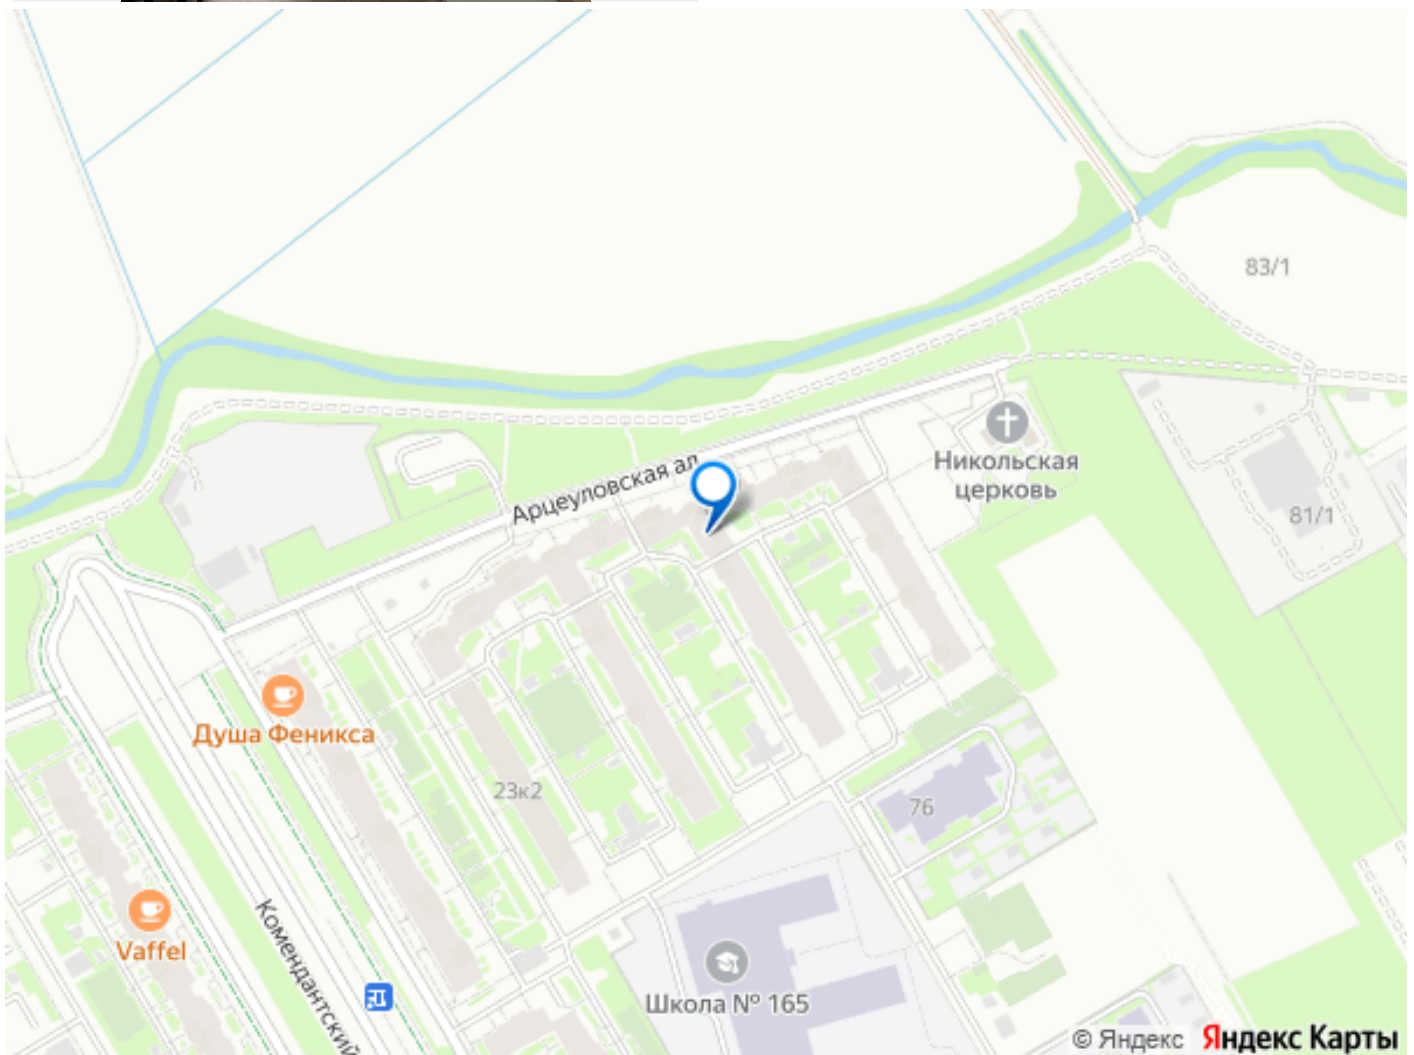 83/1
Никольская
церковь
Арцеуловская ал.
81/1
Душа Феникса
23к2
76
Vaffel
Комендантский
Школа № 165
© Яндекс Яндекс Карты